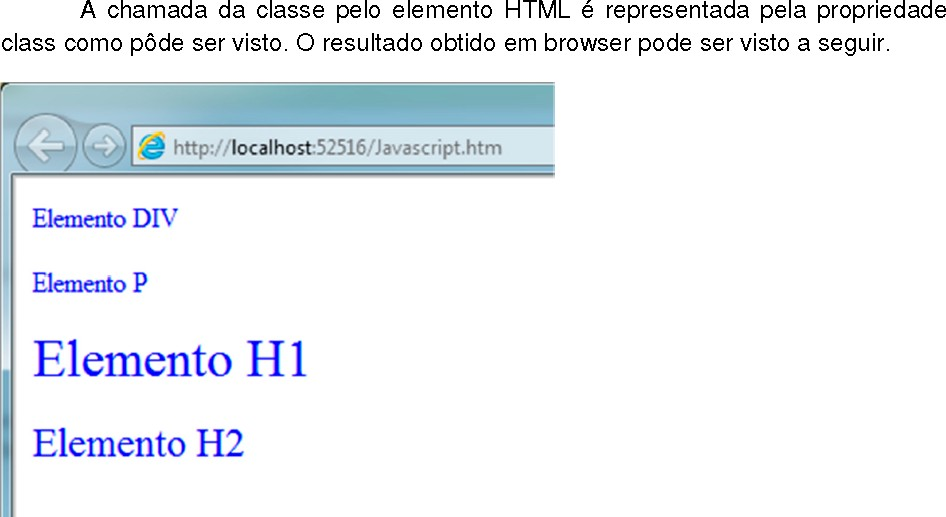 A chamada da classe pelo elemento HTML é representada pela propriedade
class como pôde ser visto. O resultado obtido em browser pode ser visto a seguir.
http://localhost:52516/Javascript.htm
Elemento DIV
Elemento P
Elemento H1
Elemento H2